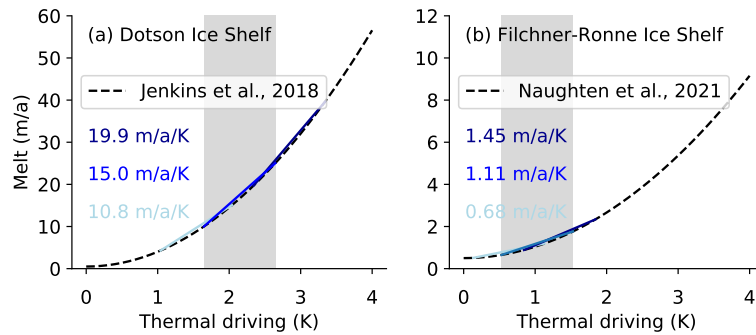 (a) Dotson Ice Shelf
Jenkins et al., 2018
19.9 m/a/K
15.0 m/a/K
10.8 m/a/K
Melt (m/a)
60
50
40
30
20
10
0
0 1 2 3 4
Thermal driving (K)
(b) Filchner-Ronne Ice Shelf
Naughten et al., 2021
1.45 m/a/K
1.11 m/a/K
0.68 m/a/K
12
10
8
6
4
2
0
0 1 2 3 4
Thermal driving (K)